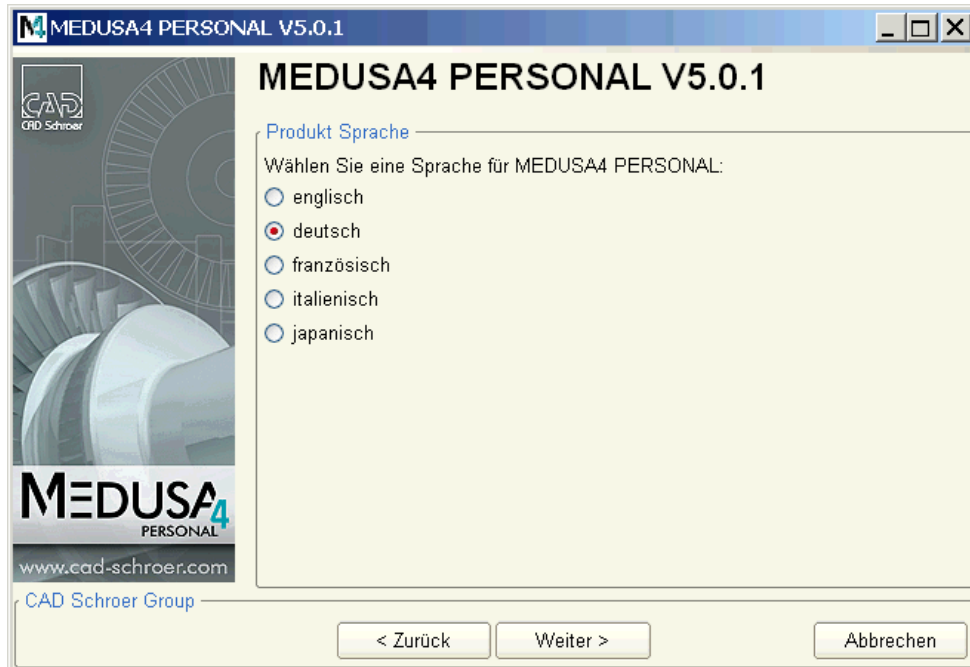 MEDUSA4 PERSONAL V5.0.1
CAD
CAD Schroer
MEDUSA4 PERSONAL V5.0.1
Produkt Sprache
Wählen Sie eine Sprache für MEDUSA4 PERSONAL:
englisch
deutsch
französisch
italienisch
japanisch
MEDUSA4
PERSONAL
www.cad-schroer.com
CAD Schroer Group
< Zurück
Weiter >
Abbrechen